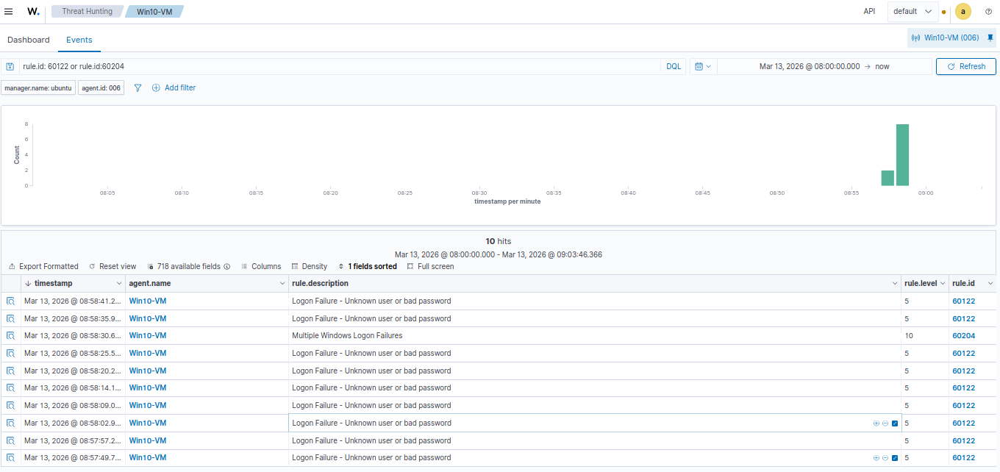 W. Threat Hunting Win10-VM API default a
Dashboard Events Win10-VM (006)
rule.id: 60122 or rule.id:60204 DQL Mar 13, 2026 @ 08:00:00.000 → now Refresh
manager.name: ubuntu agent.id: 006 Add filter
8
6
4
2
0
Count
08:05 08:10 08:15 08:20 08:25 08:30 08:35 08:40 08:45 08:50 08:55 09:00
timestamp per minute
10 hits
Mar 13, 2026 @ 08:00:00.000 - Mar 13, 2026 @ 09:03:46.366
Export Formatted Reset view 718 available fields Columns Density 1 fields sorted Full screen
timestamp agent.name rule.description rule.level rule.id
Mar 13, 2026 @ 08:58:41.2... Win10-VM Logon Failure - Unknown user or bad password 5 60122
Mar 13, 2026 @ 08:58:35.9... Win10-VM Logon Failure - Unknown user or bad password 5 60122
Mar 13, 2026 @ 08:58:30.6... Win10-VM Multiple Windows Logon Failures 10 60204
Mar 13, 2026 @ 08:58:25.5... Win10-VM Logon Failure - Unknown user or bad password 5 60122
Mar 13, 2026 @ 08:58:20.2... Win10-VM Logon Failure - Unknown user or bad password 5 60122
Mar 13, 2026 @ 08:58:14.1... Win10-VM Logon Failure - Unknown user or bad password 5 60122
Mar 13, 2026 @ 08:58:09.0... Win10-VM Logon Failure - Unknown user or bad password 5 60122
Mar 13, 2026 @ 08:58:02.9... Win10-VM Logon Failure - Unknown user or bad password 5 60122
Mar 13, 2026 @ 08:57:57.2... Win10-VM Logon Failure - Unknown user or bad password 5 60122
Mar 13, 2026 @ 08:57:49.7... Win10-VM Logon Failure - Unknown user or bad password 5 60122